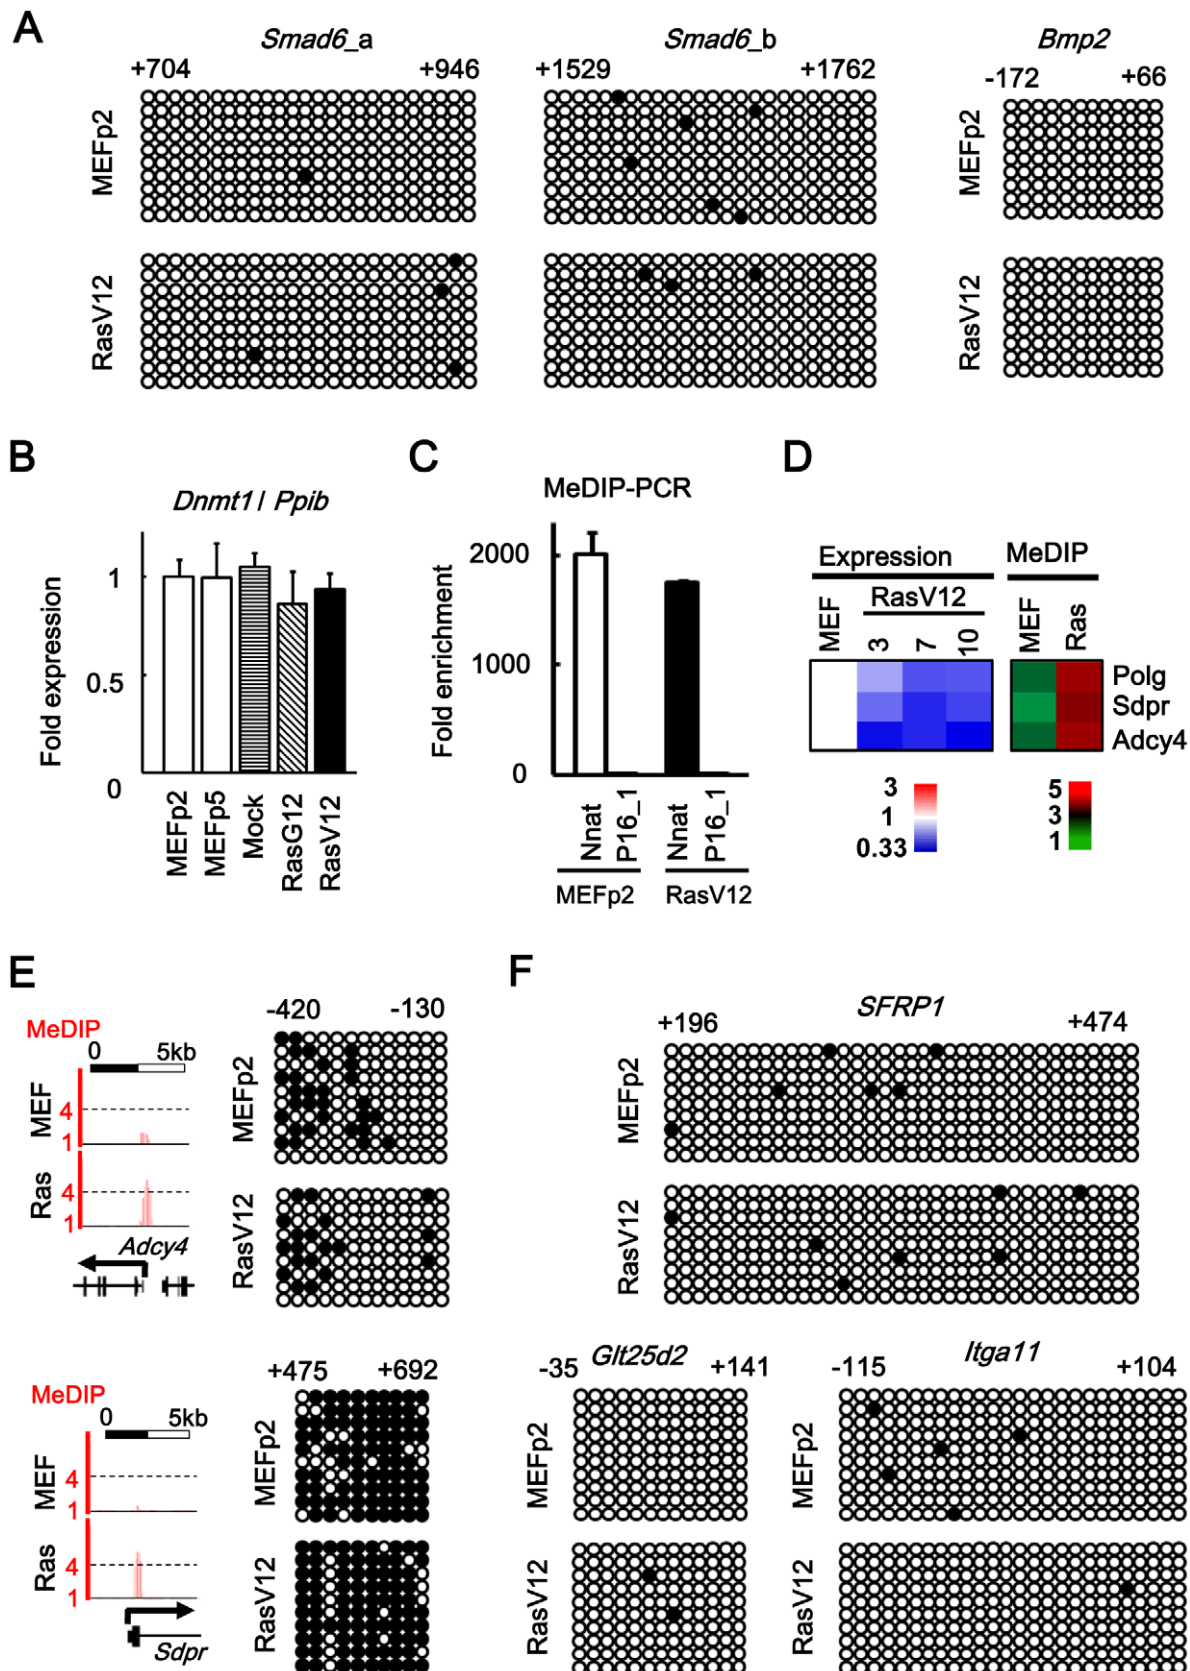 A
Smad6_a
Smad6_b
Bmp2
+704 +946
+1529 +1762
-172 +66
MEFp2
MEFp2
MEFp2
RasV12
RasV12
RasV12
B
Dnmt1 / Ppib
Fold expression
1
0.5
0
MEFp2
MEFp5
Mock
RasG12
RasV12
C
MeDIP-PCR
Fold enrichment
2000
1000
0
Nnat
P16_1
Nnat
P16_1
MEFp2
RasV12
D
Expression
MeDIP
RasV12
MEF
3
7
10
MEF
Ras
Polg
Sdpr
Adcy4
3
1
0.33
5
3
1
E
MeDIP
0 5kb
MEF
4
1
Ras
4
1
Adcy4
-420 -130
MEFp2
RasV12
MeDIP
0 5kb
MEF
4
1
Ras
4
1
Sdpr
+475 +692
MEFp2
RasV12
F
SFRP1
+196 +474
MEFp2
RasV12
Glt25d2
-35 +141
MEFp2
RasV12
Itga11
-115 +104
MEFp2
RasV12